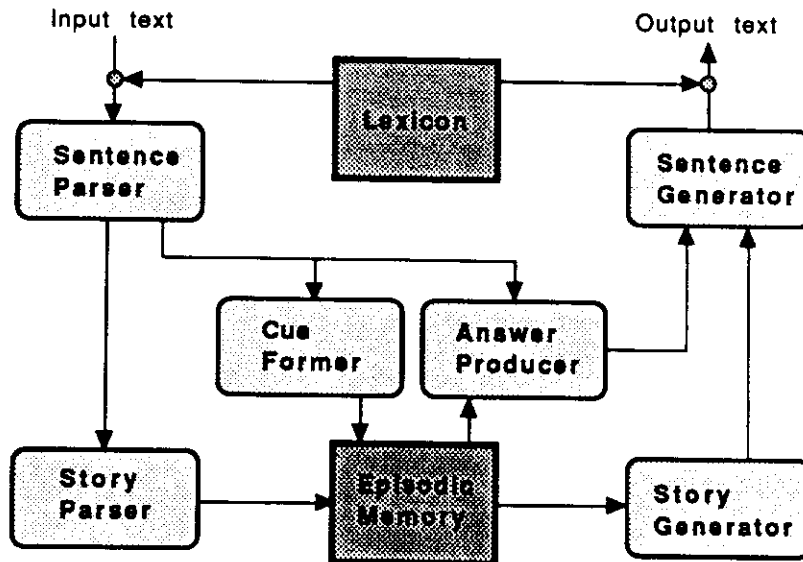 Input text
Output text
Lexicon
Sentence
Parser
Sentence
Generator
Cue
Former
Answer
Producer
Story
Parser
Episodic
Memory
Story
Generator